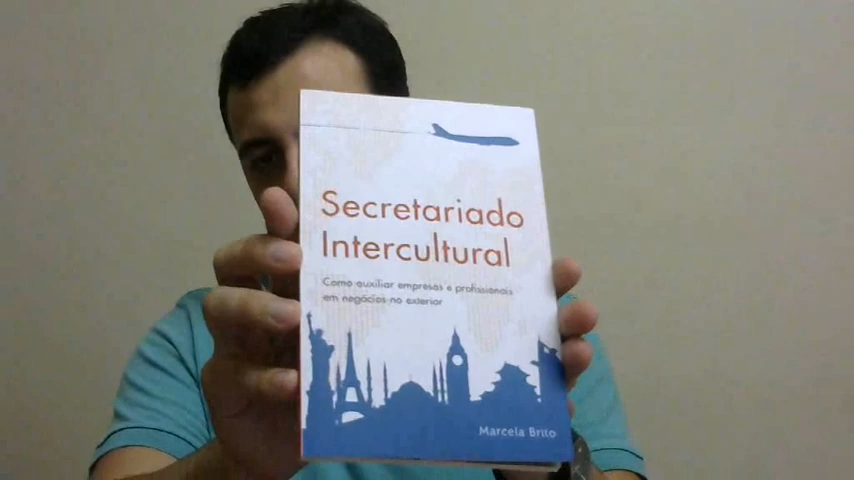 Secretariado
Intercultural
Como auxiliar empresas e profissionais
em negócios no exterior
Marcela Brito